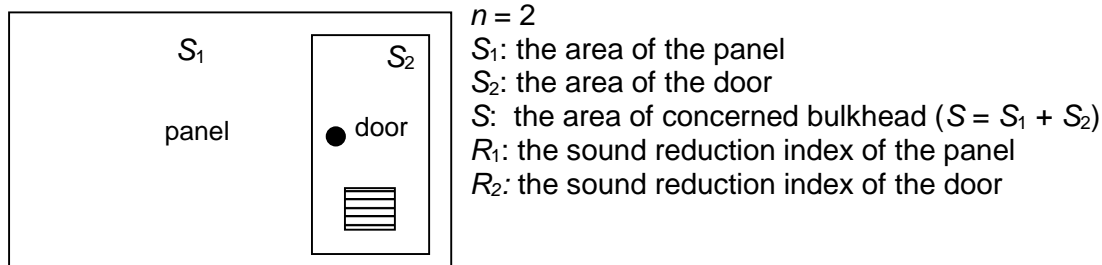 n = 2
S₁: the area of the panel
S₂: the area of the door
S:  the area of concerned bulkhead (S = S₁ + S₂)
R₁: the sound reduction index of the panel
R₂: the sound reduction index of the door
S₁
S₂
panel
door